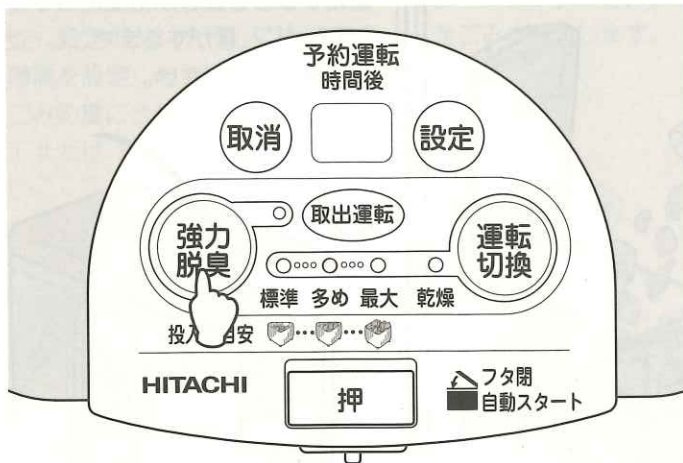 予約運転
時間後
取消
設定
強力
脱臭
取出運転
運転
切換
標準 多め 最大 乾燥
投入 目安
HITACHI
押
フタ閉
自動スタート